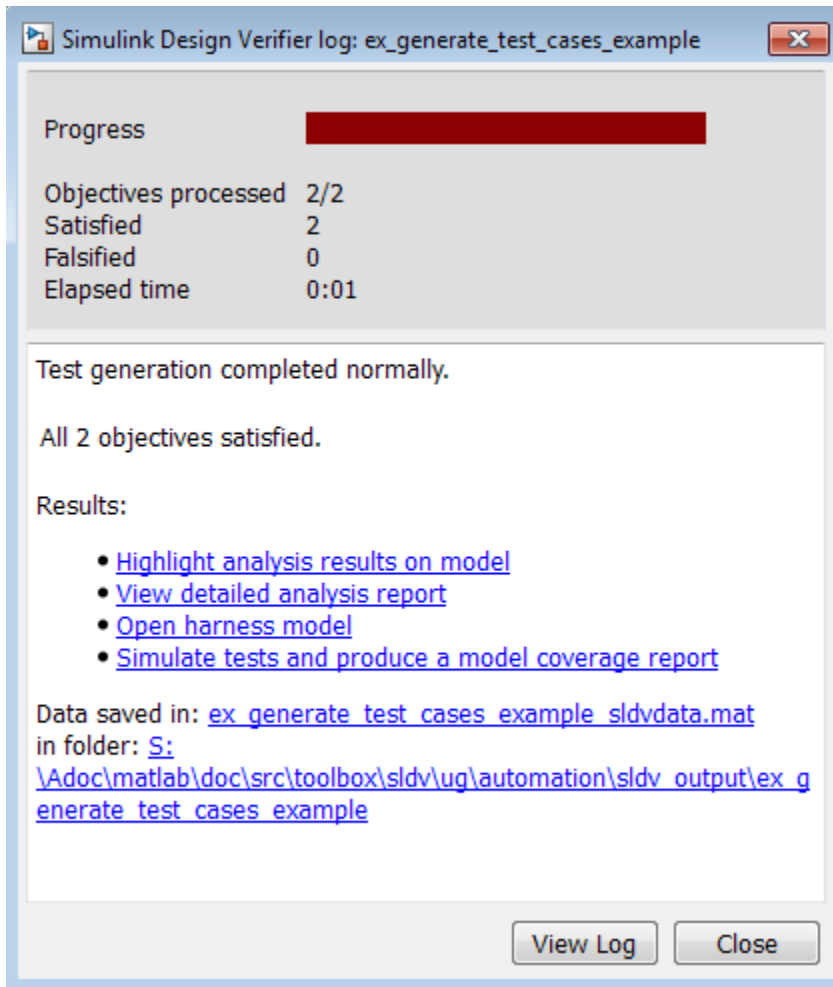 Simulink Design Verifier log: ex_generate_test_cases_example
Progress
Objectives processed 2/2
Satisfied 2
Falsified 0
Elapsed time 0:01
Test generation completed normally.
All 2 objectives satisfied.
Results:
• Highlight analysis results on model
• View detailed analysis report
• Open harness model
• Simulate tests and produce a model coverage report
Data saved in: ex_generate_test_cases_example_sldvdata.mat
in folder: S:
\Adoc\matlab\doc\src\toolbox\sldv\ug\automation\sldv_output\ex_g
enerate_test_cases_example
View Log Close